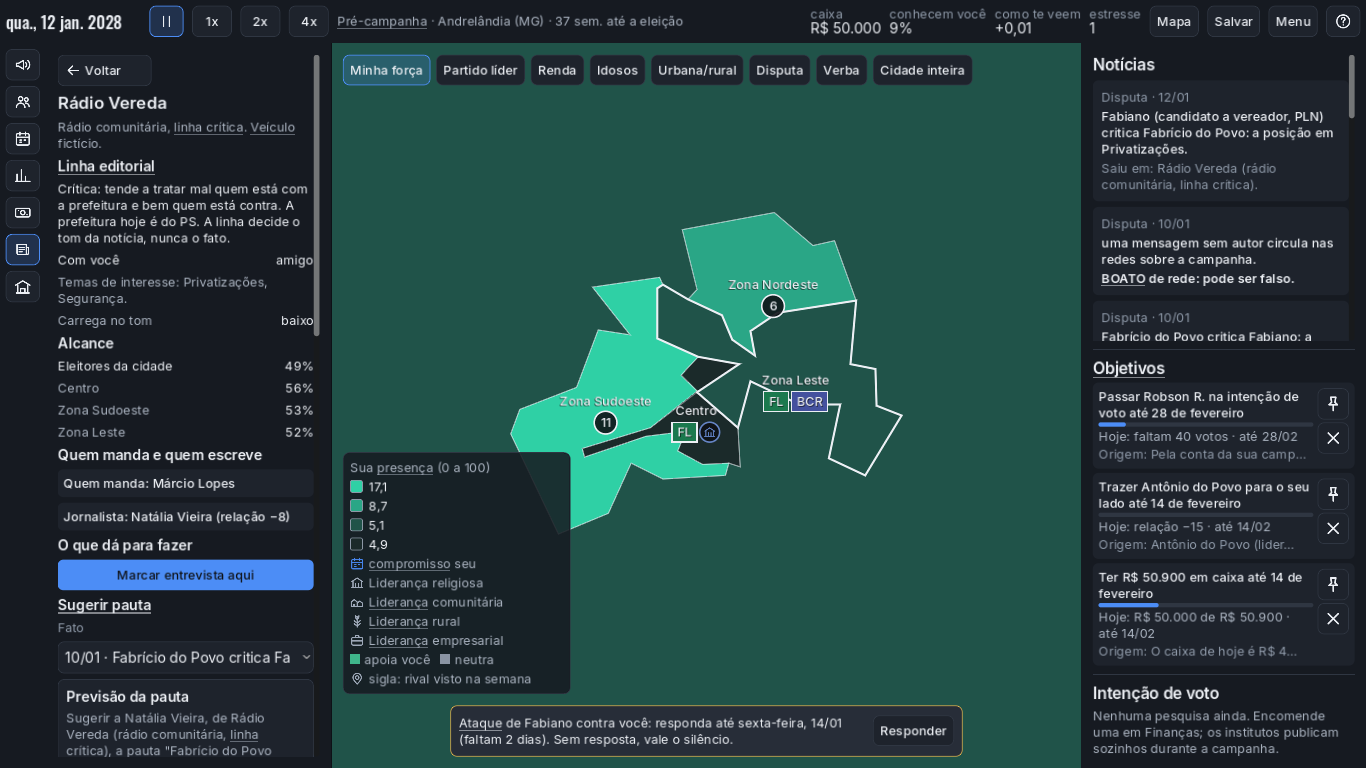 qua., 12 jan. 2028
1x
2x
4x
Pré-campanha · Andrelândia (MG) · 37 sem. até a eleição
caixa
R$ 50.000
conhecem você
9%
como te veem
+0,01
estresse
1
Mapa
Salvar
Menu
Voltar
Rádio Vereda
Rádio comunitária, linha crítica. Veículo
fictício.
Linha editorial
Crítica: tende a tratar mal quem está com
a prefeitura e bem quem está contra. A
prefeitura hoje é do PS. A linha decide o
tom da notícia, nunca o fato.
Com você amigo
Temas de interesse: Privatizações,
Segurança.
Carrega no tom baixo
Alcance
Eleitores da cidade 49%
Centro 56%
Zona Sudoeste 53%
Zona Leste 52%
Quem manda e quem escreve
Quem manda: Márcio Lopes
Jornalista: Natália Vieira (relação −8)
O que dá para fazer
Marcar entrevista aqui
Sugerir pauta
Fato
10/01 · Fabrício do Povo critica Fa
Previsão da pauta
Sugerir a Natália Vieira, de Rádio
Vereda (rádio comunitária, linha
crítica), a pauta "Fabrício do Povo
Minha força
Partido líder
Renda
Idosos
Urbana/rural
Disputa
Verba
Cidade inteira
Zona Nordeste
6
Zona Leste
FL
BCR
Zona Sudoeste
11
Centro
FL
Sua presença (0 a 100)
17,1
8,7
5,1
4,9
compromisso seu
Liderança religiosa
Liderança comunitária
Liderança rural
Liderança empresarial
apoia você neutra
sigla: rival visto na semana
Ataque de Fabiano contra você: responda até sexta-feira, 14/01
(faltam 2 dias). Sem resposta, vale o silêncio.
Responder
Notícias
Disputa · 12/01
Fabiano (candidato a vereador, PLN)
critica Fabrício do Povo: a posição em
Privatizações.
Saiu em: Rádio Vereda (rádio
comunitária, linha crítica).
Disputa · 10/01
uma mensagem sem autor circula nas
redes sobre a campanha.
BOATO de rede: pode ser falso.
Disputa · 10/01
Fabrício do Povo critica Fabiano: a
Objetivos
Passar Robson R. na intenção de
voto até 28 de fevereiro
Hoje: faltam 40 votos · até 28/02
Origem: Pela conta da sua camp...
Trazer Antônio do Povo para o seu
lado até 14 de fevereiro
Hoje: relação −15 · até 14/02
Origem: Antônio do Povo (lider...
Ter R$ 50.900 em caixa até 14 de
fevereiro
Hoje: R$ 50.000 de R$ 50.900 ·
até 14/02
Origem: O caixa de hoje é R$ 4...
Intenção de voto
Nenhuma pesquisa ainda. Encomende
uma em Finanças; os institutos publicam
sozinhos durante a campanha.